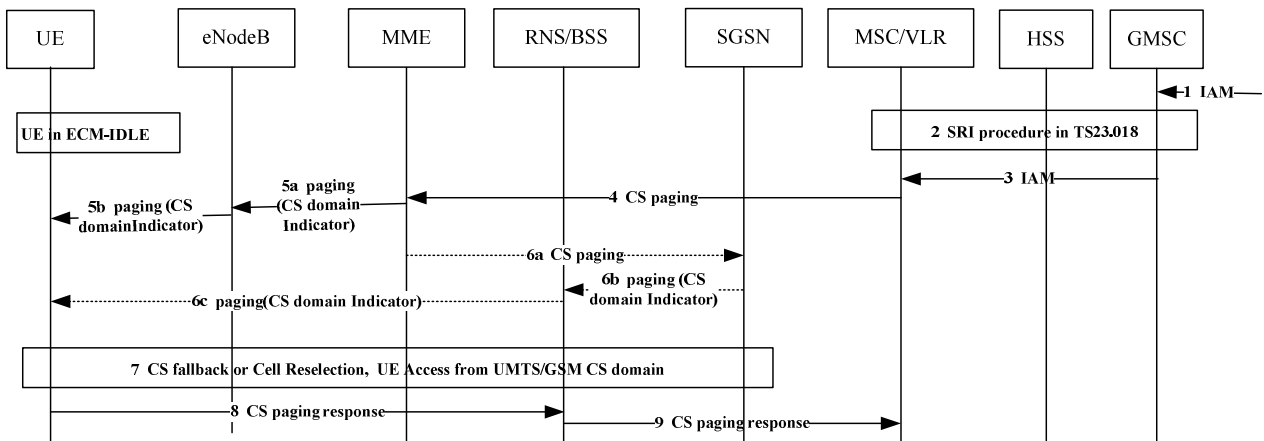 UE
eNodeB
MME
RNS/BSS
SGSN
MSC/VLR
HSS
GMSC
1 IAM
UE in ECM-IDLE
2 SRI procedure in TS23.018
3 IAM
4 CS paging
5a paging
(CS domain
Indicator)
5b paging (CS
domainIndicator)
6a CS paging
6b paging (CS
domain Indicator)
6c paging(CS domain Indicator)
7 CS fallback or Cell Reselection, UE Access from UMTS/GSM CS domain
8 CS paging response
9 CS paging response